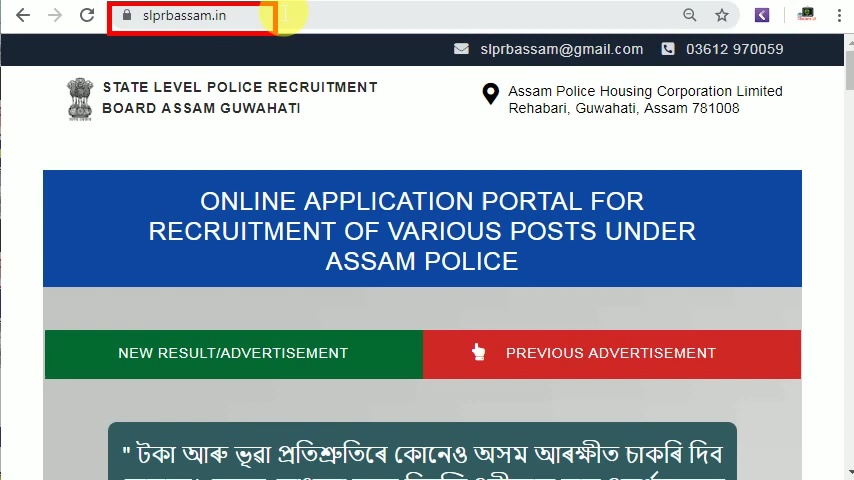 slprbassam.in
slprbassam@gmail.com 03612 970059
STATE LEVEL POLICE RECRUITMENT
BOARD ASSAM GUWAHATI
Assam Police Housing Corporation Limited
Rehabari, Guwahati, Assam 781008
ONLINE APPLICATION PORTAL FOR
RECRUITMENT OF VARIOUS POSTS UNDER
ASSAM POLICE
NEW RESULT/ADVERTISEMENT
PREVIOUS ADVERTISEMENT
" টকা আৰু ভূৱা প্ৰতিশ্ৰুতিৰে কোনেও অসম আৰক্ষীত চাকৰি দিব